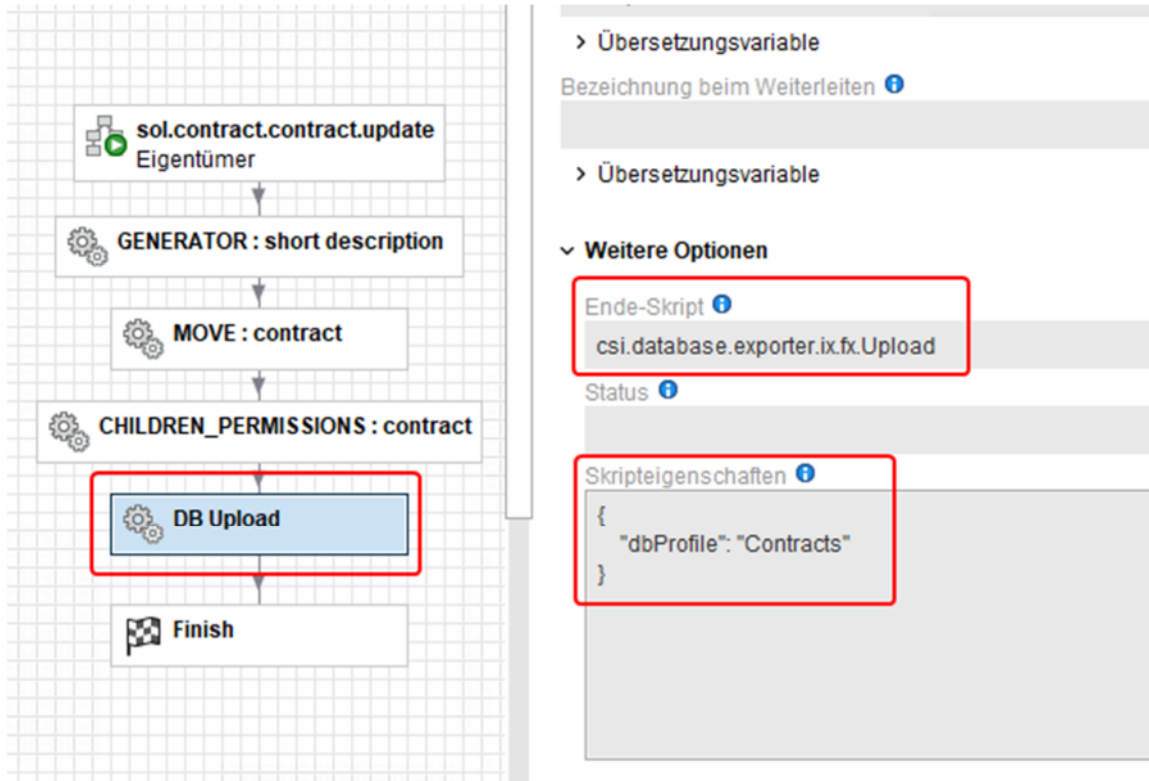 sol.contract.contract.update
Eigentümer
GENERATOR : short description
MOVE : contract
CHILDREN_PERMISSIONS : contract
DB Upload
Finish
Übersetzungsvariable
Bezeichnung beim Weiterleiten
Übersetzungsvariable
Weitere Optionen
Ende-Skript
csi.database.exporter.ix.fx.Upload
Status
Skripteigenschaften
{
"dbProfile": "Contracts"
}